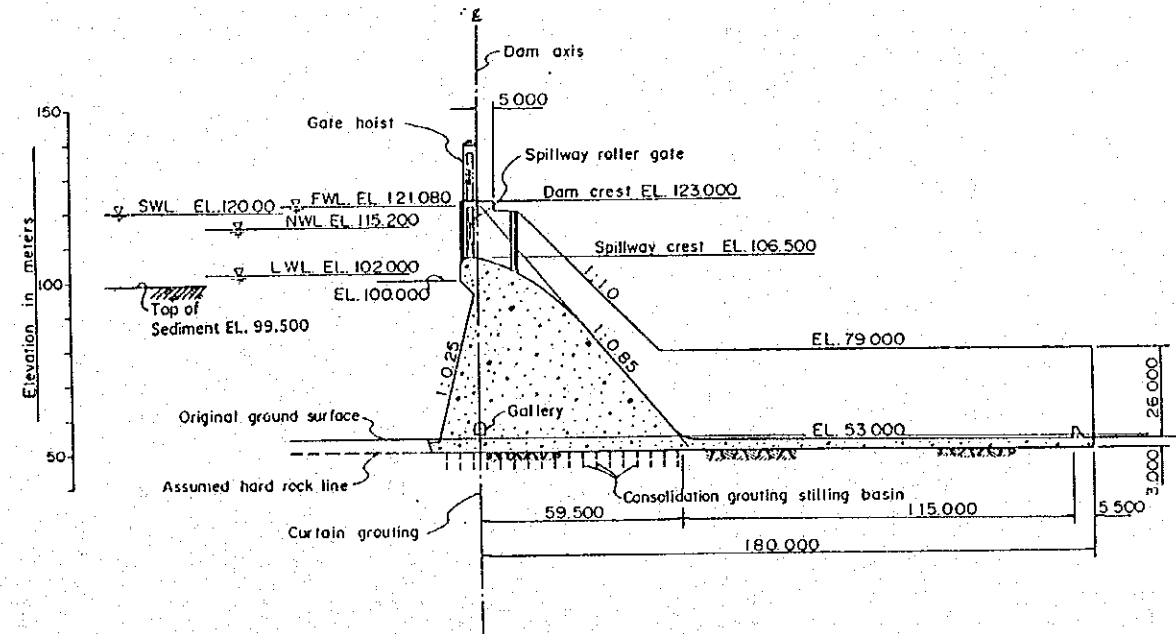 ℄
Dam axis
5.000
150
Gate hoist
Spillway roller gate
Dam crest EL. 123.000
SWL. EL. 120.00
FWL. EL. 121.080
NWL. EL. 115.200
Spillway crest EL. 106.500
LWL. EL. 102.000
100
EL. 100.000
Top of
Sediment EL. 99.500
Elevation in meters
1:1.0
1:0.25
1:0.85
EL. 79.000
26.000
Original ground surface
Gallery
EL. 53.000
50
3.000
Assumed hard rock line
Consolidation grouting stilling basin
59.500
115.000
5.500
Curtain grouting
180.000